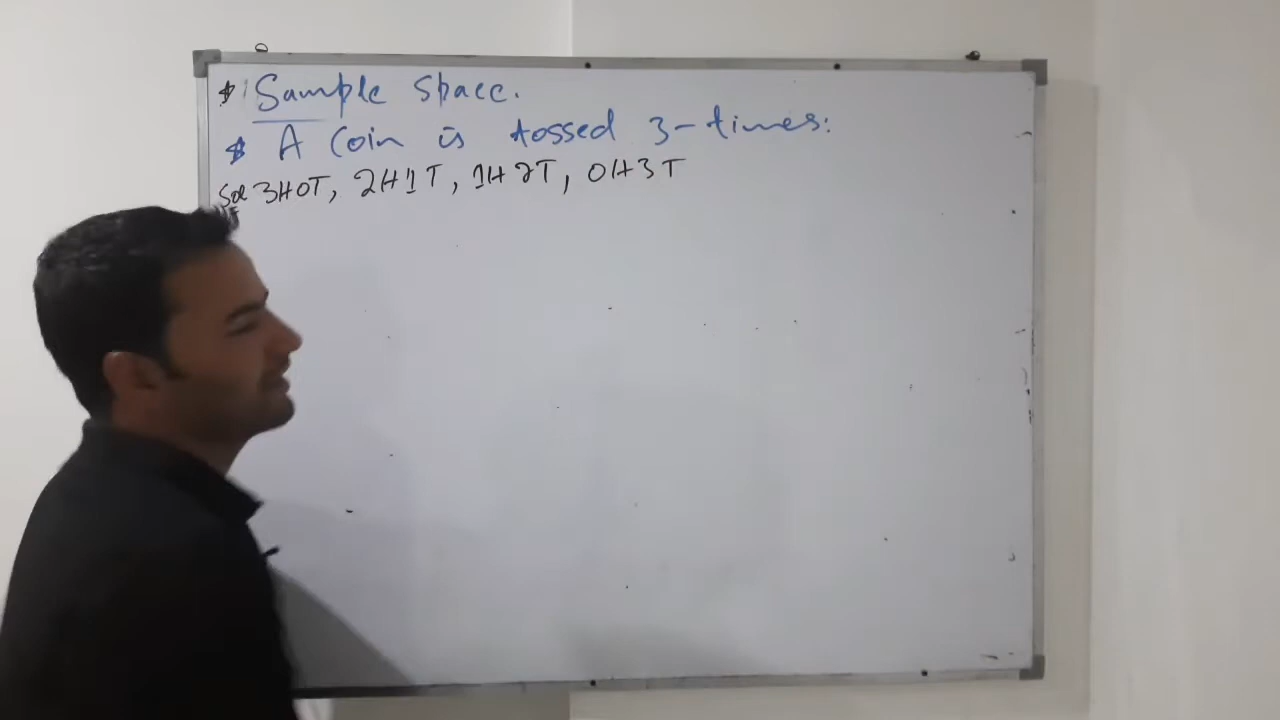 * Sample space.
* A Coin is tossed 3-times:
Sol 3H0T, 2H1T, 1H2T, 0H3T